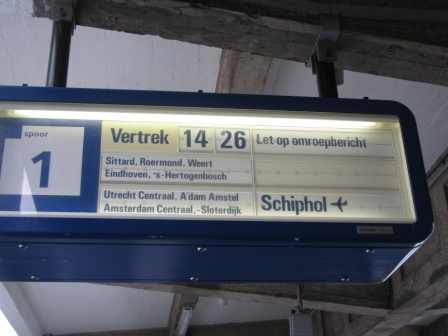 spoor
1
Vertrek 14 26 Let op omroepbericht
Sittard, Roermond, Weert
Eindhoven, 's-Hertogenbosch
Utrecht Centraal, A'dam Amstel
Amsterdam Centraal,-Sloterdijk
Schiphol